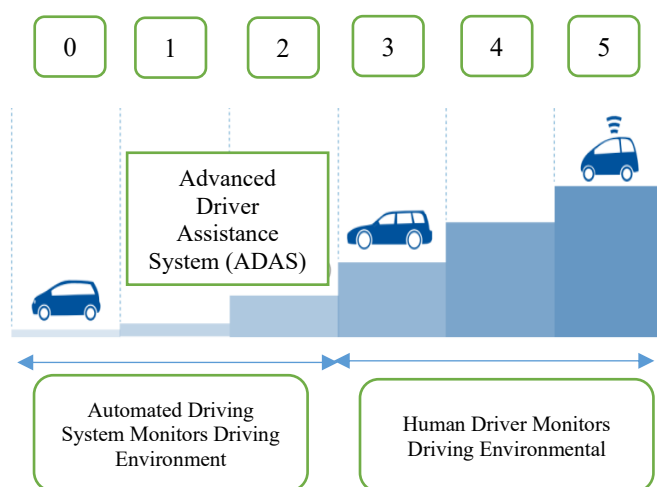 0
1
2
3
4
5
Advanced
Driver
Assistance
System (ADAS)
Automated Driving
System Monitors Driving
Environment
Human Driver Monitors
Driving Environmental